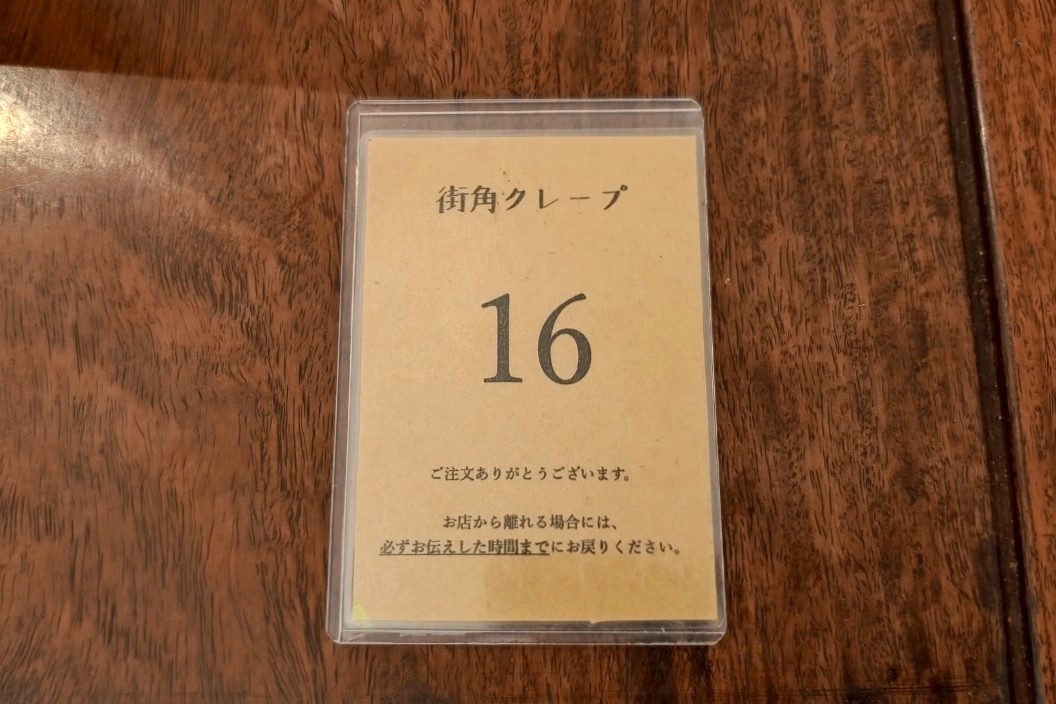 街角クレープ
16
ご注文ありがとうございます。
お店から離れる場合には、
必ずお伝えした時間までにお戻りください。